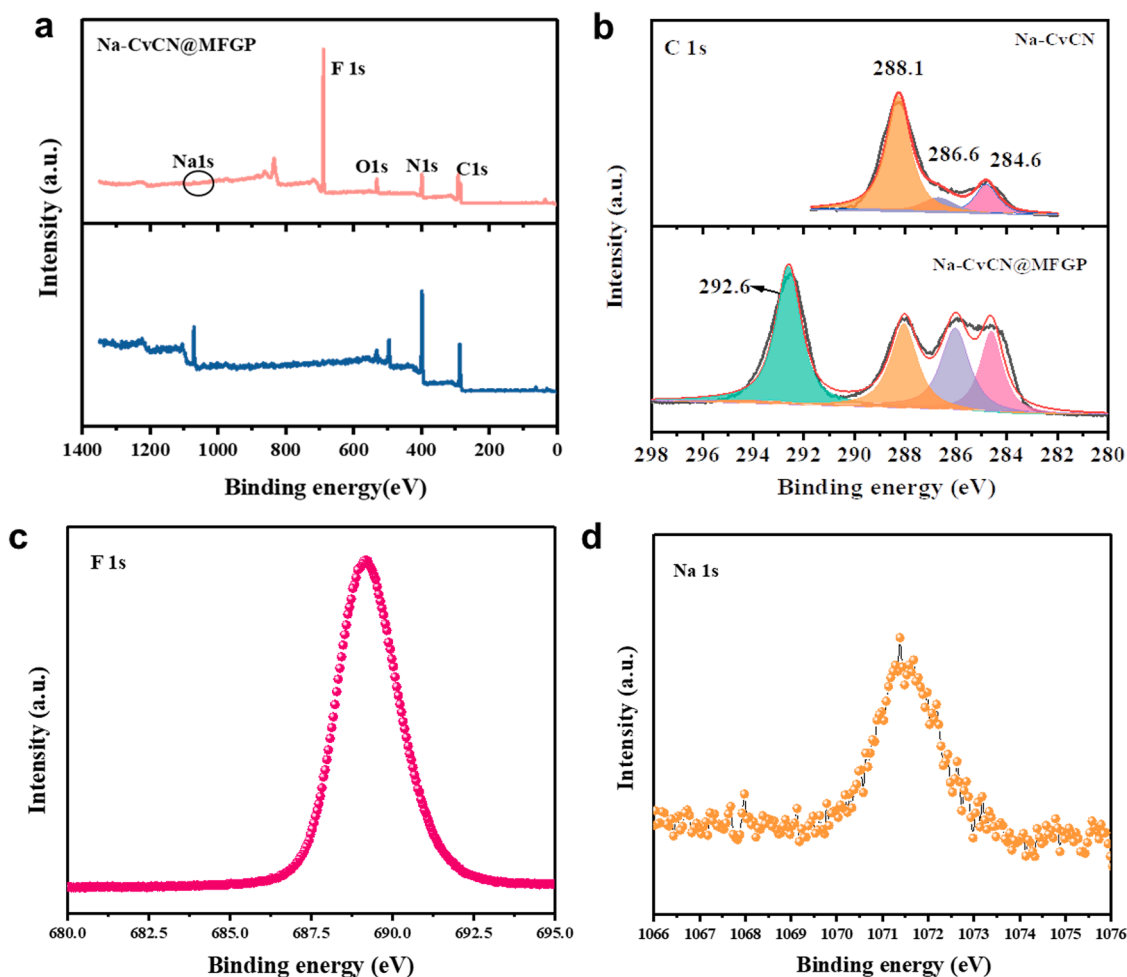 a
Na-CvCN@MFGP
F 1s
Na1s
O1s
N1s
C1s
Intensity (a.u.)
1400 1200 1000 800 600 400 200 0
Binding energy(eV)
b
C 1s
Na-CvCN
288.1
286.6
284.6
Na-CvCN@MFGP
292.6
Intensity (a.u.)
298 296 294 292 290 288 286 284 282 280
Binding energy (eV)
c
F 1s
Intensity (a.u.)
680.0 682.5 685.0 687.5 690.0 692.5 695.0
Binding energy (eV)
d
Na 1s
Intensity (a.u.)
1066 1067 1068 1069 1070 1071 1072 1073 1074 1075 1076
Binding energy (eV)